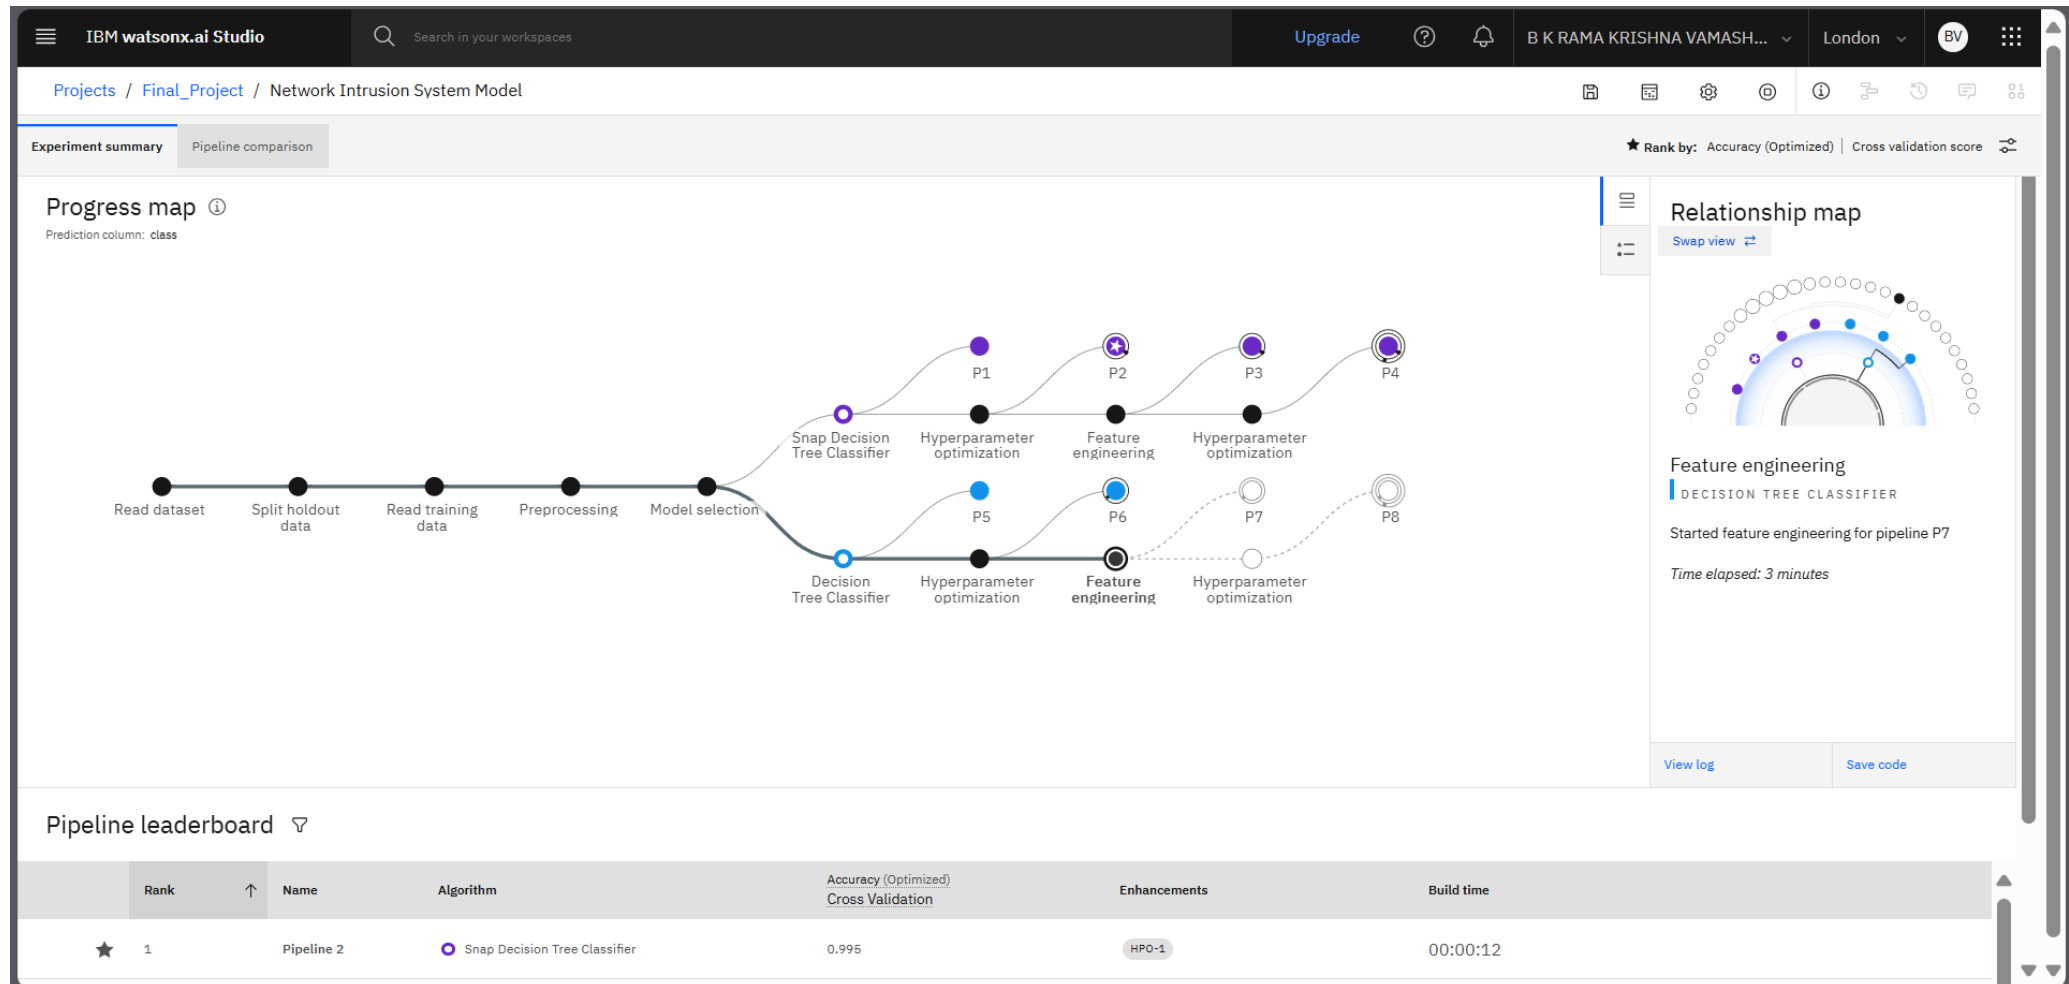 IBM watsonx.ai Studio
Search in your workspaces
Upgrade
B K RAMA KRISHNA VAMASH...
London
BV
Projects / Final_Project / Network Intrusion System Model
Experiment summary
Pipeline comparison
Rank by: Accuracy (Optimized) | Cross validation score
Progress map
Prediction column: class
P1
P2
P3
P4
Snap Decision
Tree Classifier
Hyperparameter
optimization
Feature
engineering
Hyperparameter
optimization
Read dataset
Split holdout
data
Read training
data
Preprocessing
Model selection
P5
P6
P7
P8
Decision
Tree Classifier
Hyperparameter
optimization
Feature
engineering
Hyperparameter
optimization
Relationship map
Swap view
Feature engineering
DECISION TREE CLASSIFIER
Started feature engineering for pipeline P7
Time elapsed: 3 minutes
View log
Save code
Pipeline leaderboard
Rank
Name
Algorithm
Accuracy (Optimized)
Cross Validation
Enhancements
Build time
1
Pipeline 2
Snap Decision Tree Classifier
0.995
HPO-1
00:00:12